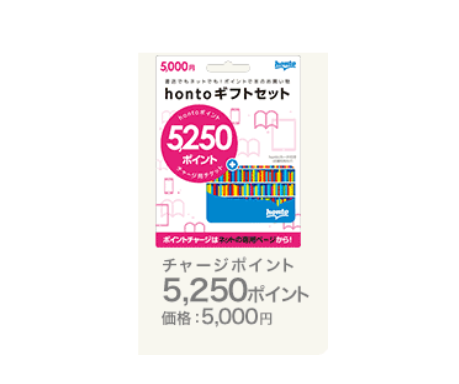 5,000円
honto
書店でもネットでも!ポイントで本のお買い物
hontoギフトセット
hontoポイント
5,250
ポイント
チャージ用チケット
honto
ポイントチャージはネットの専用ページから!
チャージポイント
5,250ポイント
価格:5,000円